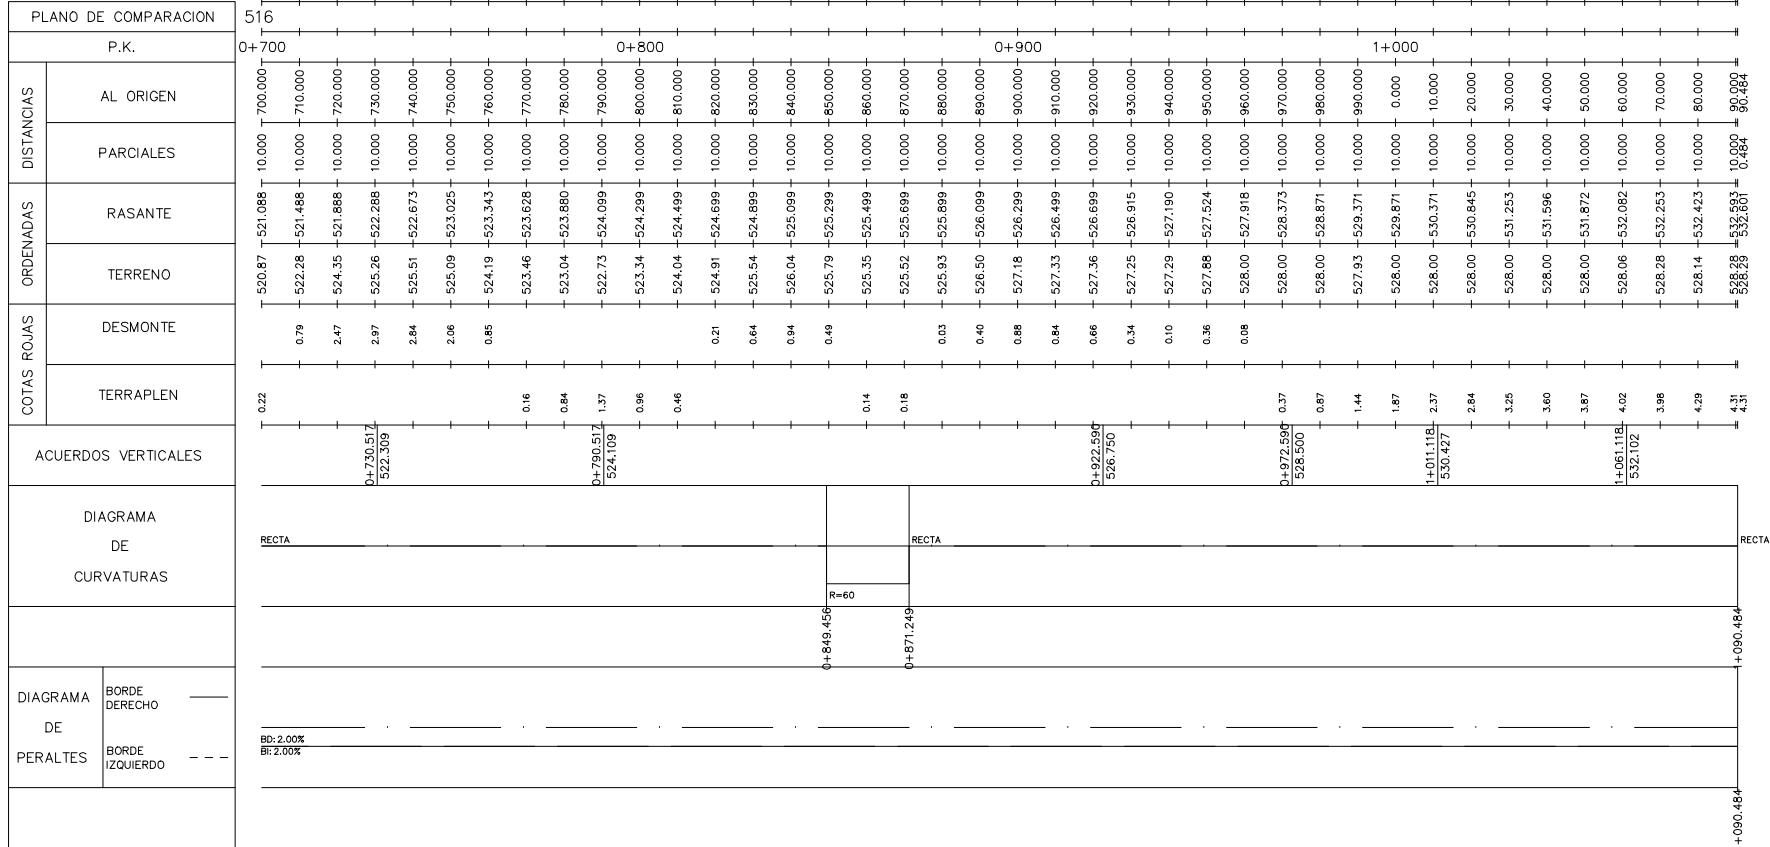 PLANO DE COMPARACION 516
P.K. 0+700 0+800 0+900 1+000
DISTANCIAS
AL ORIGEN 700.000 710.000 720.000 730.000 740.000 750.000 760.000 770.000 780.000 790.000 800.000 810.000 820.000 830.000 840.000 850.000 860.000 870.000 880.000 890.000 900.000 910.000 920.000 930.000 940.000 950.000 960.000 970.000 980.000 990.000 0.000 10.000 20.000 30.000 40.000 50.000 60.000 70.000 80.000 90.000 90.484
PARCIALES 10.000 10.000 10.000 10.000 10.000 10.000 10.000 10.000 10.000 10.000 10.000 10.000 10.000 10.000 10.000 10.000 10.000 10.000 10.000 10.000 10.000 10.000 10.000 10.000 10.000 10.000 10.000 10.000 10.000 10.000 10.000 10.000 10.000 10.000 10.000 10.000 10.000 10.000 10.000 10.000 0.484
ORDENADAS
RASANTE 521.088 521.488 521.888 522.288 522.673 523.025 523.343 523.628 523.880 524.099 524.299 524.499 524.699 524.899 525.099 525.299 525.499 525.699 525.899 526.099 526.299 526.499 526.699 526.915 527.190 527.524 527.918 528.373 528.871 529.371 529.871 530.371 530.845 531.253 531.596 531.872 532.082 532.253 532.423 532.593 532.601
TERRENO 520.87 522.28 524.35 525.26 525.51 525.09 524.19 523.46 523.04 522.73 523.34 524.04 524.91 525.54 526.04 525.79 525.35 525.52 525.93 526.50 527.18 527.33 527.36 527.25 527.29 527.88 528.00 528.00 528.00 527.93 528.00 528.00 528.00 528.00 528.00 528.00 528.06 528.28 528.14 528.28 528.29
COTAS ROJAS
DESMONTE 0.79 2.47 2.97 2.84 2.06 0.85 0.21 0.64 0.94 0.49 0.03 0.40 0.88 0.84 0.66 0.34 0.10 0.36 0.08
TERRAPLEN 0.22 0.16 0.84 1.37 0.96 0.46 0.14 0.18 0.37 0.87 1.44 1.87 2.37 2.84 3.25 3.60 3.87 4.02 3.98 4.29 4.31 4.31
ACUERDOS VERTICALES 0+730.517 522.309 0+790.517 524.109 0+922.590 526.750 0+972.590 528.500 1+011.118 530.427 1+061.118 532.102
DIAGRAMA
DE
CURVATURAS
RECTA RECTA RECTA
R=60
0+849.456 0+871.249 1+090.484
DIAGRAMA
DE
PERALTES
BORDE
DERECHO
BORDE
IZQUIERDO
BD: 2.00%
BI: 2.00%
+090.484